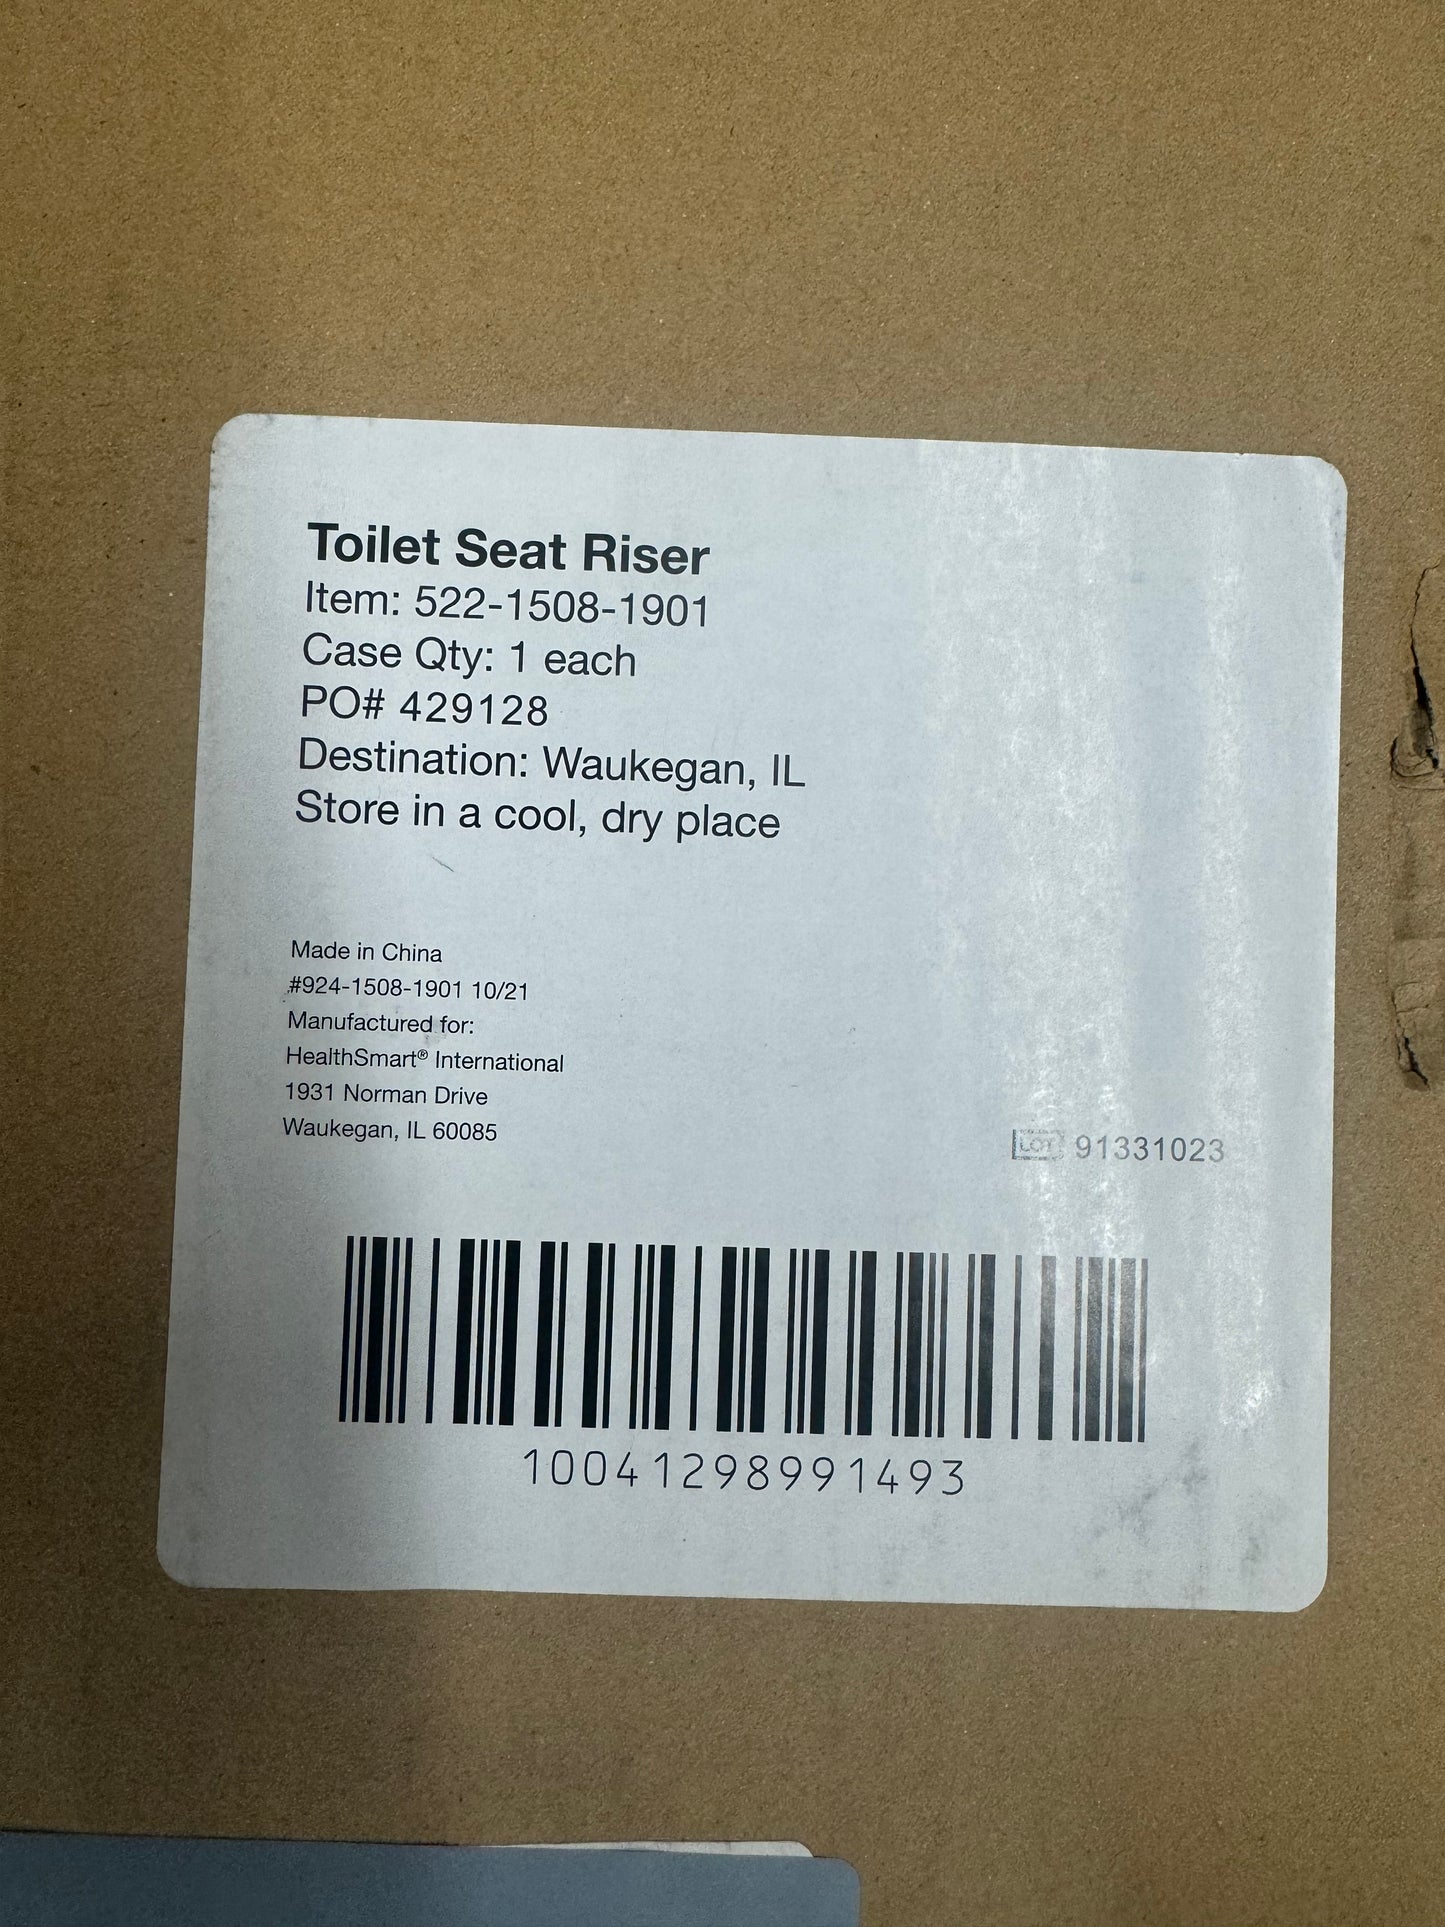 Toilet Seat Riser
Item: 522-1508-1901
Case Qty: 1 each
PO# 429128
Destination: Waukegan, IL
Store in a cool, dry place
Made in China
#924-1508-1901 10/21
Manufactured for:
HealthSmart® International
1931 Norman Drive
Waukegan, IL 60085
LOT 91331023
10041298991493